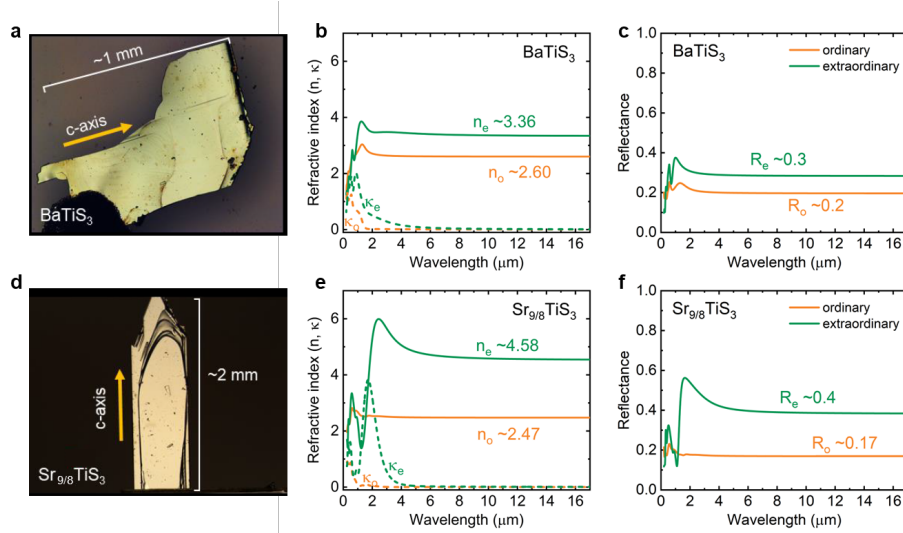 a
~1 mm
c-axis
BaTiS3
b
BaTiS3
ne ~3.36
no ~2.60
κe
κo
Refractive index (n, κ)
0
2
4
6
0 2 4 6 8 10 12 14 16
Wavelength (μm)
c
BaTiS3
ordinary
extraordinary
Re ~0.3
Ro ~0.2
Reflectance
1.0
0.8
0.6
0.4
0.2
0.0
0 2 4 6 8 10 12 14 16
Wavelength (μm)
d
~2 mm
c-axis
Sr9/8TiS3
e
Sr9/8TiS3
ne ~4.58
no ~2.47
κe
κo
Refractive index (n, κ)
6
4
2
0
0 2 4 6 8 10 12 14 16
Wavelength (μm)
f
Sr9/8TiS3
ordinary
extraordinary
Re ~0.4
Ro ~0.17
Reflectance
1.0
0.8
0.6
0.4
0.2
0.0
0 2 4 6 8 10 12 14 16
Wavelength (μm)